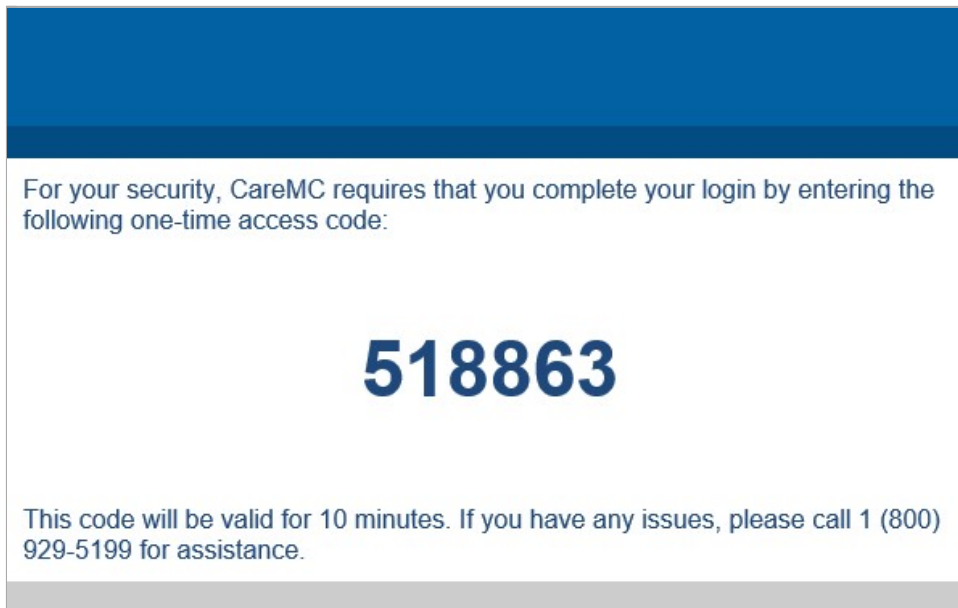 For your security, CareMC requires that you complete your login by entering the
following one-time access code:
518863
This code will be valid for 10 minutes. If you have any issues, please call 1 (800)
929-5199 for assistance.